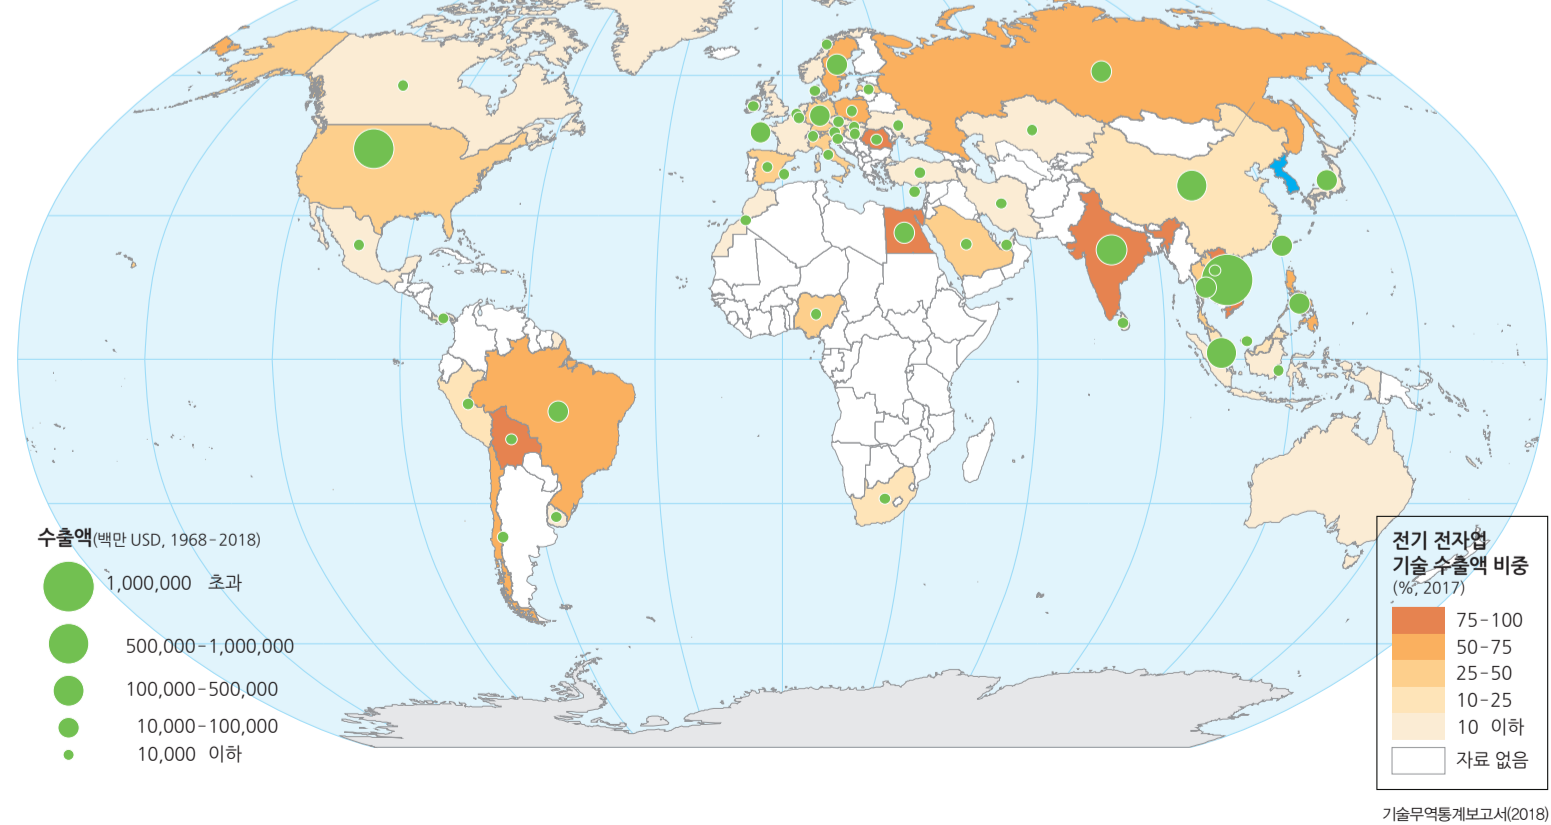 수출액(백만 USD, 1968-2018)
1,000,000 초과
500,000-1,000,000
100,000-500,000
10,000-100,000
10,000 이하
전기 전자업
기술 수출액 비중
(%, 2017)
75-100
50-75
25-50
10-25
10 이하
자료 없음
기술무역통계보고서(2018)